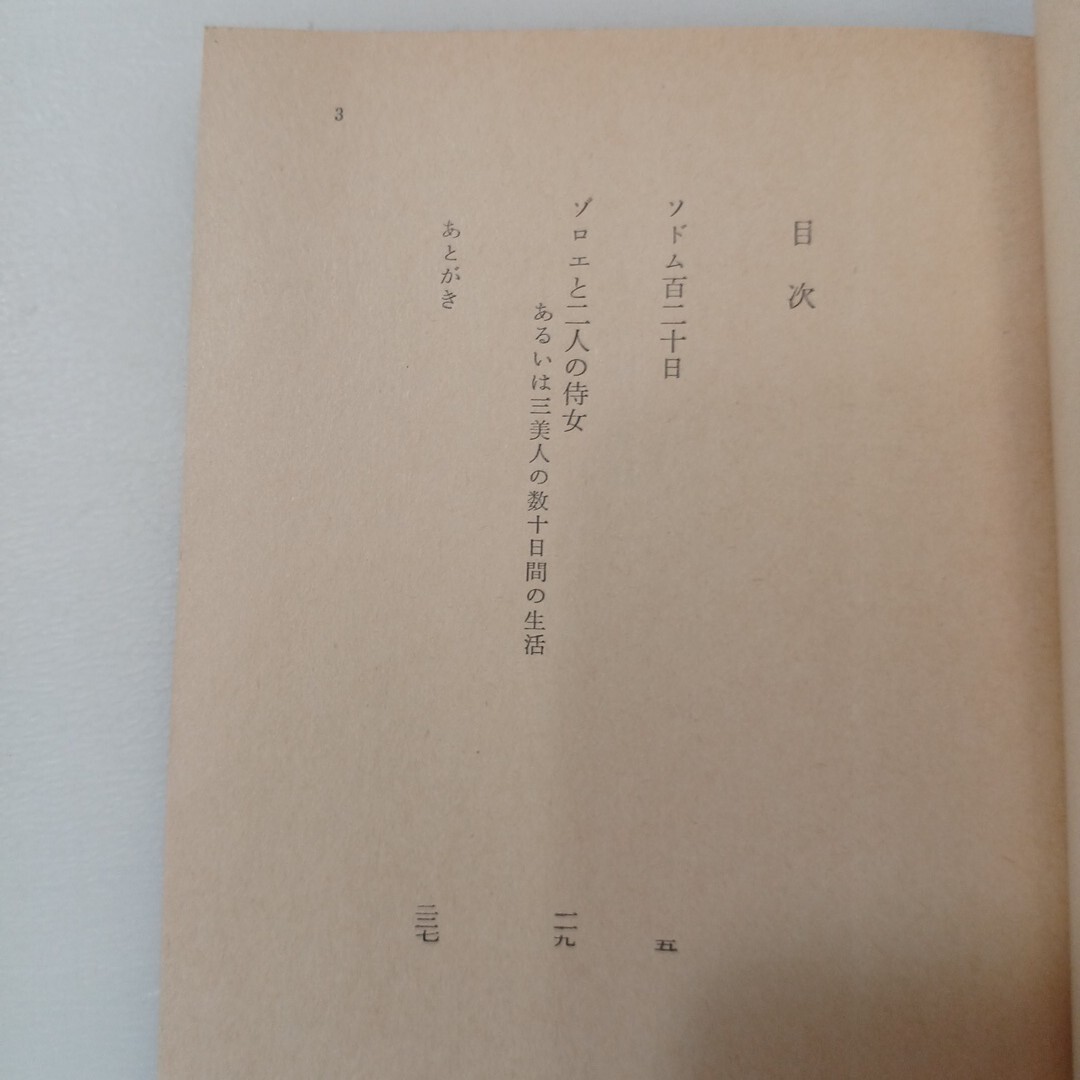 3
目次
ソドム百二十日
五
ゾロエと二人の侍女
あるいは三美人の数十日間の生活
一一九
あとがき
二三七